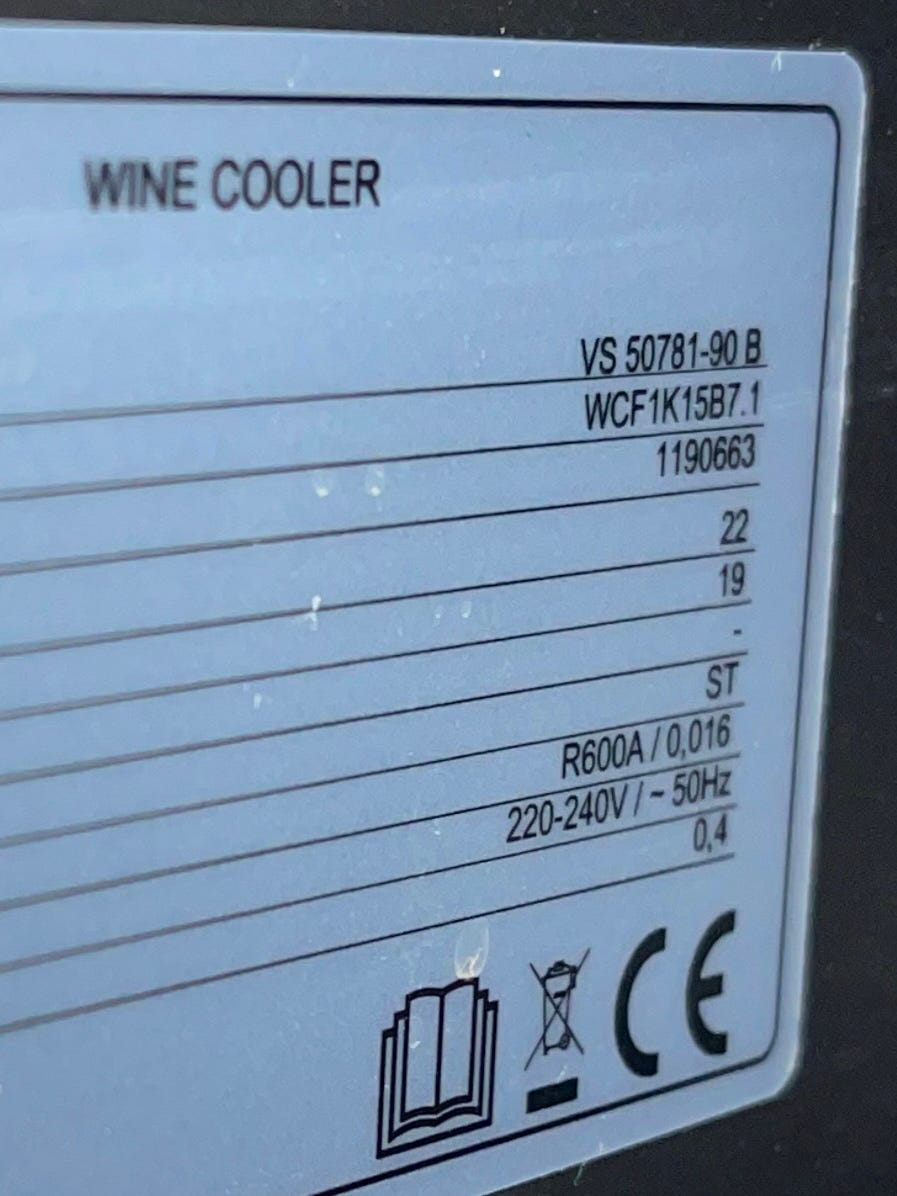 WINE COOLER
VS 50781-90 B
WCF1K15B7.1
1190663
22
19
-
ST
R600A / 0,016
220-240V / ~ 50Hz
0,4
CE